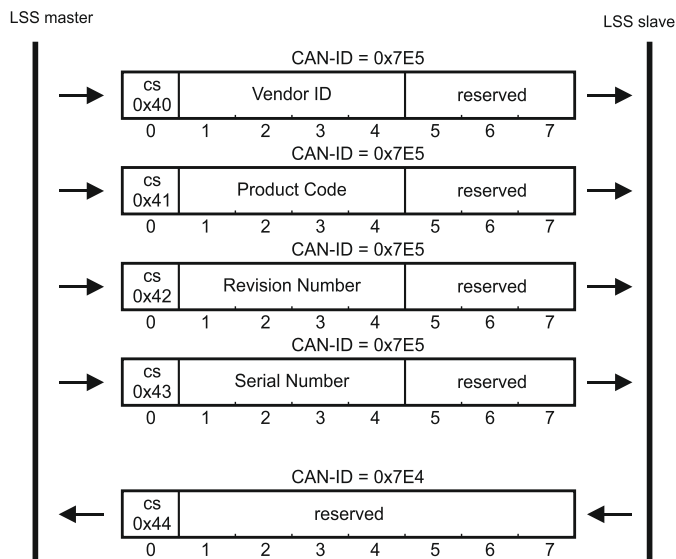 LSS master
LSS slave
CAN-ID = 0x7E5
cs
0x40
Vendor ID
reserved
0 1 2 3 4 5 6 7
CAN-ID = 0x7E5
cs
0x41
Product Code
reserved
0 1 2 3 4 5 6 7
CAN-ID = 0x7E5
cs
0x42
Revision Number
reserved
0 1 2 3 4 5 6 7
CAN-ID = 0x7E5
cs
0x43
Serial Number
reserved
0 1 2 3 4 5 6 7
CAN-ID = 0x7E4
cs
0x44
reserved
0 1 2 3 4 5 6 7